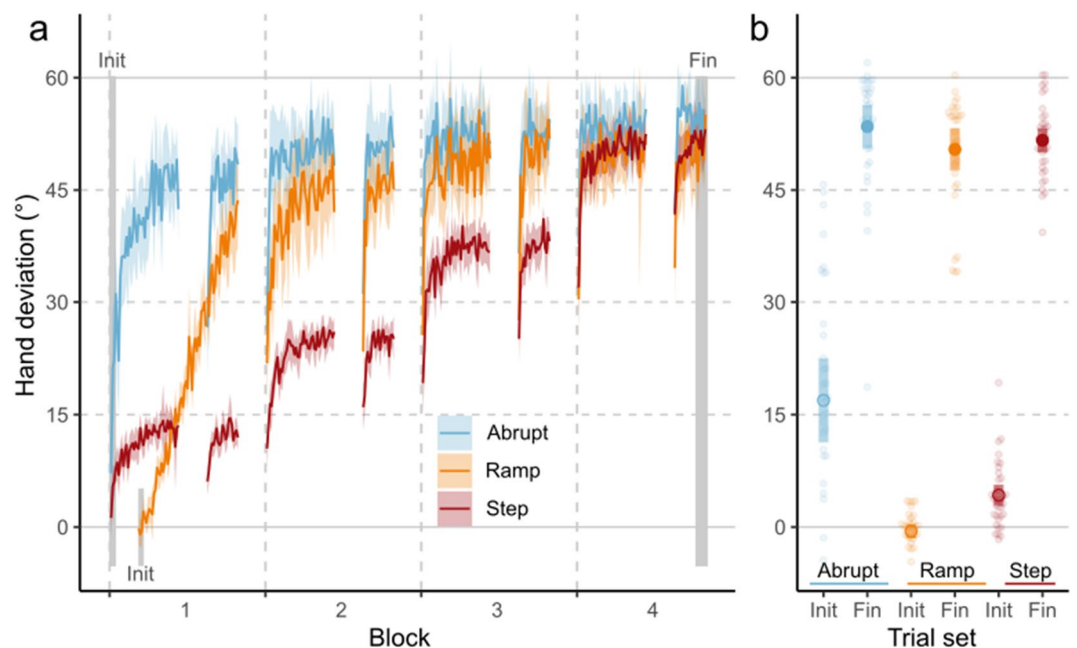 a
Init
Fin
60
45
30
15
0
Hand deviation (°)
Abrupt
Ramp
Step
Init
1
2
3
4
Block
b
60
45
30
15
0
Abrupt
Ramp
Step
Init
Fin
Init
Fin
Init
Fin
Trial set